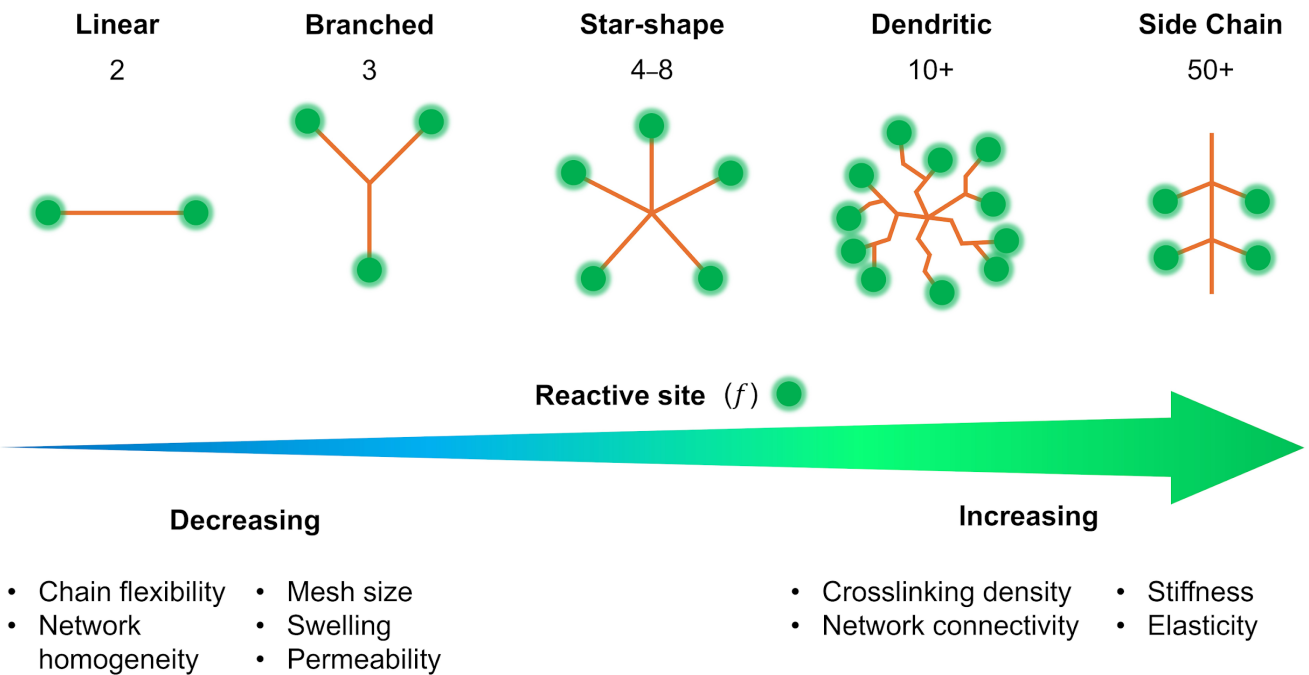 Linear
2
Branched
3
Star-shape
4–8
Dendritic
10+
Side Chain
50+
Reactive site (f)
Decreasing
• Chain flexibility
• Network
homogeneity
• Mesh size
• Swelling
• Permeability
Increasing
• Crosslinking density
• Network connectivity
• Stiffness
• Elasticity